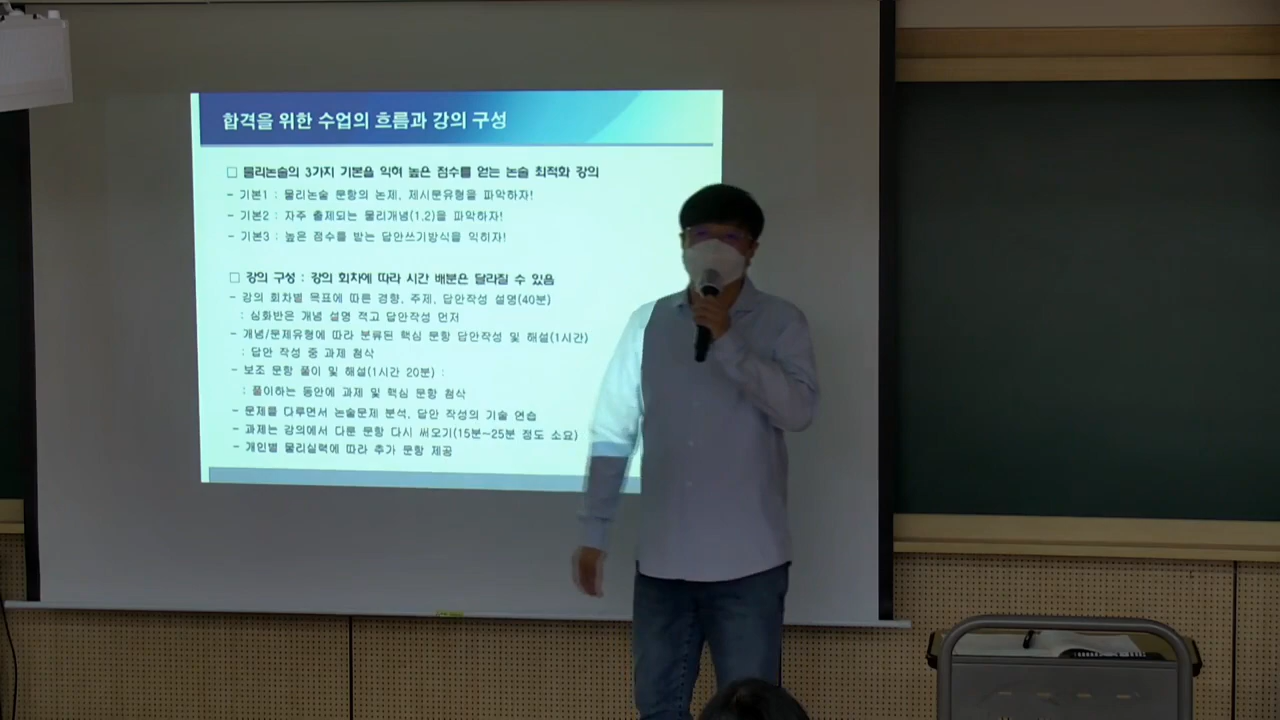 합격을 위한 수업의 흐름과 강의 구성
□ 물리논술의 3가지 기본을 익혀 높은 점수를 얻는 논술 최적화 강의
- 기본1 : 물리논술 문항의 논제, 제시문유형을 파악하자!
- 기본2 : 자주 출제되는 물리개념(1,2)을 파악하자!
- 기본3 : 높은 점수를 받는 답안쓰기방식을 익히자!
□ 강의 구성 : 강의 회차에 따라 시간 배분은 달라질 수 있음
- 강의 회차별 목표에 따른 경향, 주제, 답안작성 설명(40분)
: 심화반은 개념 설명 적고 답안작성 먼저
- 개념/문제유형에 따라 분류된 핵심 문항 답안작성 및 해설(1시간)
: 답안 작성 중 과제 첨삭
- 보조 문항 풀이 및 해설(1시간 20분) :
: 풀이하는 동안에 과제 및 핵심 문항 첨삭
- 문제를 다루면서 논술문제 분석, 답안 작성의 기술 연습
- 과제는 강의에서 다룬 문항 다시 써오기(15분~25분 정도 소요)
- 개인별 물리실력에 따라 추가 문항 제공